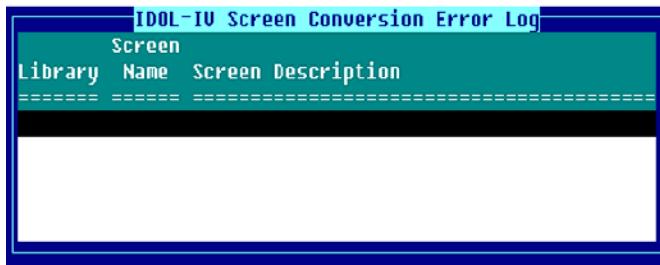 IDOL-IV Screen Conversion Error Log
Screen
Library Name Screen Description
======= ====== ========================================